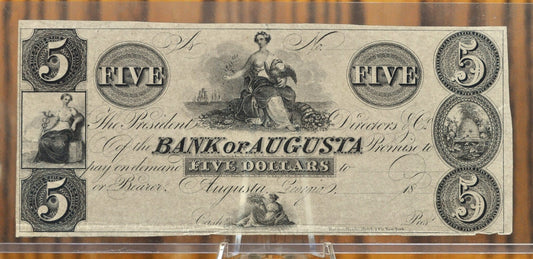 5 A No. 5
FIVE FIVE
The President Directors & Co.
Of the BANK OF AUGUSTA Promise to
pay on demand FIVE DOLLARS to
or Bearer, Augusta, 18
5 5
Cash Pres